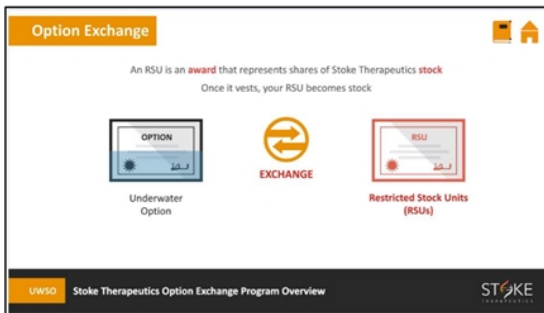 Option Exchange
An RSU is an award that represents shares of Stoke Therapeutics stock
Once it vests, your RSU becomes stock
OPTION
RSU
EXCHANGE
Underwater
Option
Restricted Stock Units
(RSUs)
UWSO
Stoke Therapeutics Option Exchange Program Overview
STOKE
THERAPEUTICS